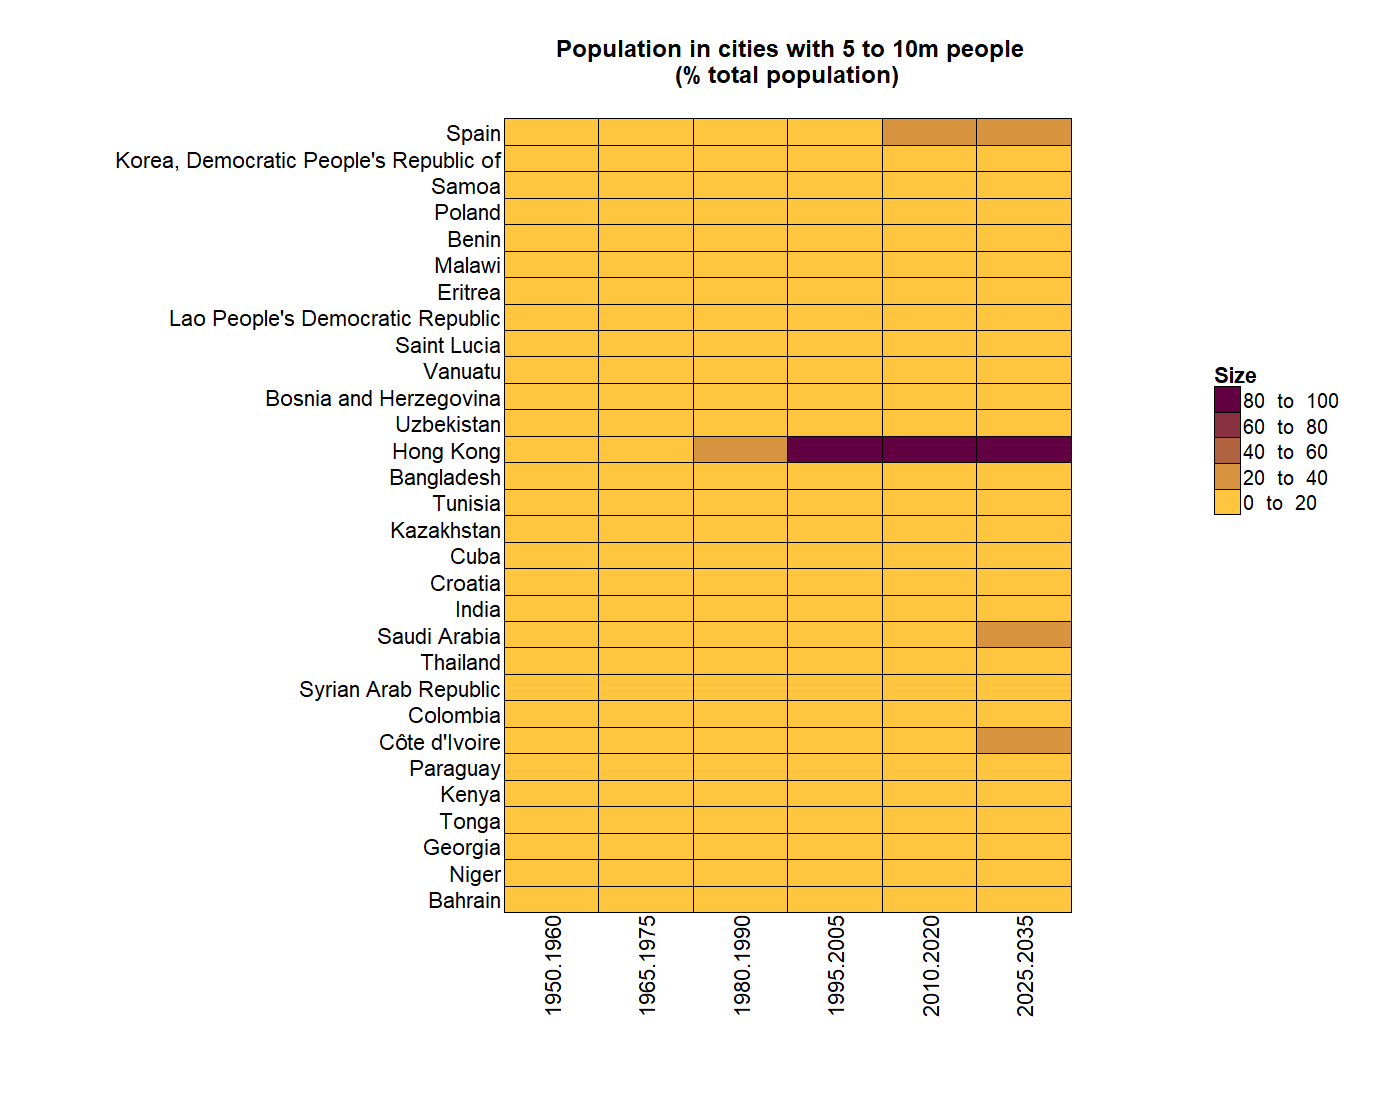 Population in cities with 5 to 10m people
(% total population)
Spain
Korea, Democratic People's Republic of
Samoa
Poland
Benin
Malawi
Eritrea
Lao People's Democratic Republic
Saint Lucia
Vanuatu
Bosnia and Herzegovina
Uzbekistan
Hong Kong
Bangladesh
Tunisia
Kazakhstan
Cuba
Croatia
India
Saudi Arabia
Thailand
Syrian Arab Republic
Colombia
Côte d'Ivoire
Paraguay
Kenya
Tonga
Georgia
Niger
Bahrain
1950.1960
1965.1975
1980.1990
1995.2005
2010.2020
2025.2035
Size
80 to 100
60 to 80
40 to 60
20 to 40
0 to 20